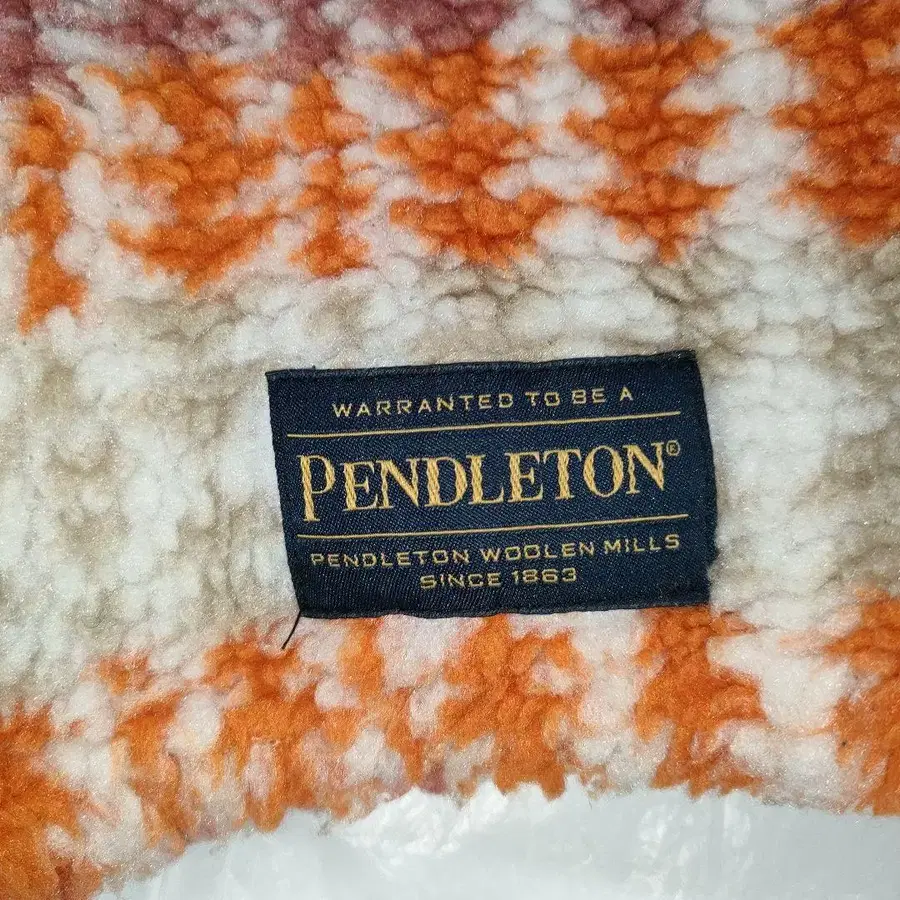 WARRANTED TO BE A
PENDLETON®
PENDLETON WOOLEN MILLS
SINCE 1863